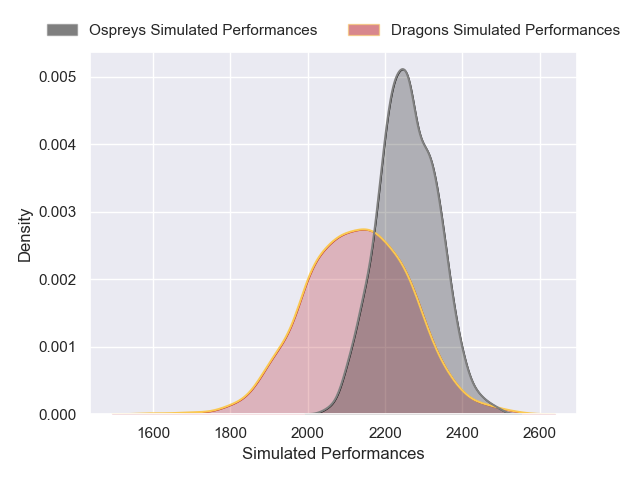 Ospreys Simulated Performances Dragons Simulated Performances
0.005
0.004
0.003
0.002
0.001
0.000
Density
1600 1800 2000 2200 2400 2600
Simulated Performances